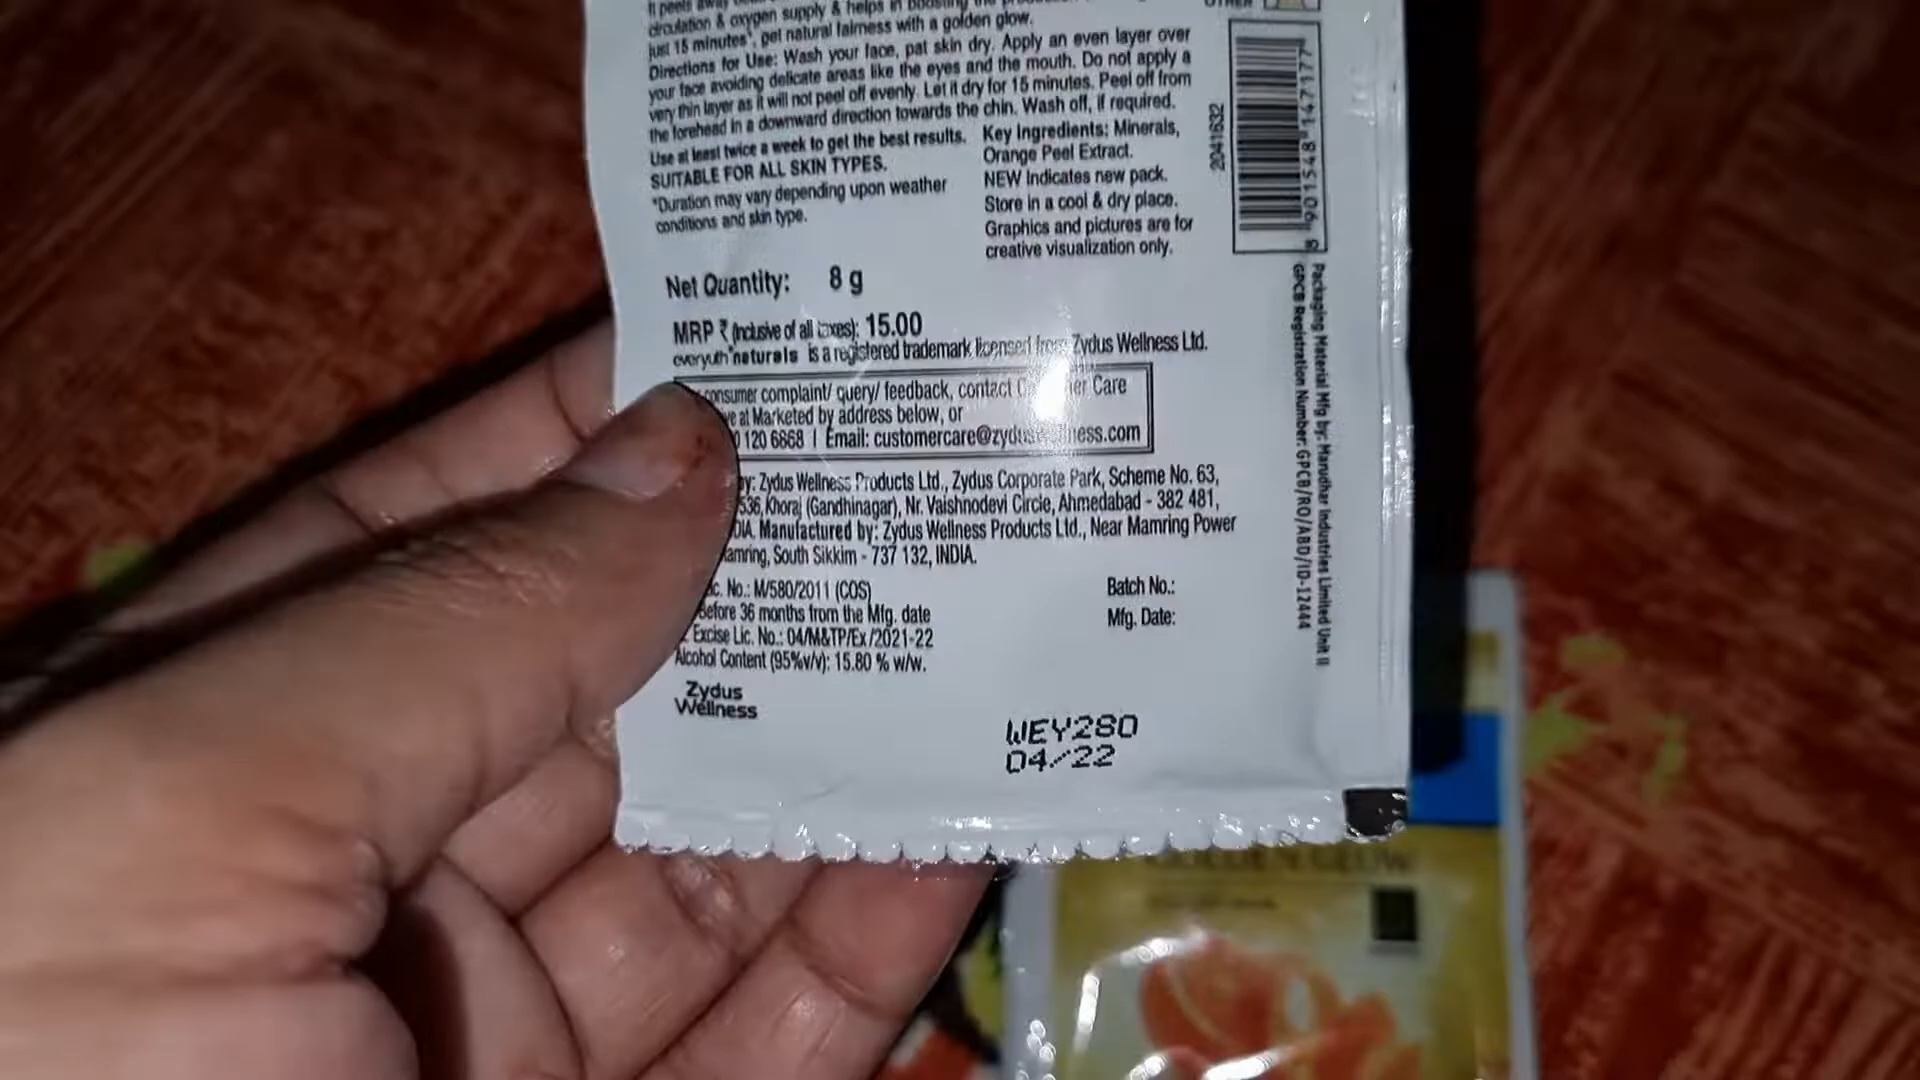 circulation & oxygen supply & helps in boosting the
just 15 minutes*, get natural fairness with a golden glow.
Directions for Use: Wash your face, pat skin dry. Apply an even layer over
your face avoiding delicate areas like the eyes and the mouth. Do not apply a
very thin layer as it will not peel off evenly. Let it dry for 15 minutes. Peel off from
the forehead in a downward direction towards the chin. Wash off, if required.
Use at least twice a week to get the best results.
SUITABLE FOR ALL SKIN TYPES.
*Duration may vary depending upon weather
conditions and skin type.
Key Ingredients: Minerals,
Orange Peel Extract.
NEW Indicates new pack.
Store in a cool & dry place.
Graphics and pictures are for
creative visualization only.
2041632
8 901548 147177
Packaging Material Mfg by: Marudhar Industries Limited Unit II
GPCB Registration Number: GPCB/RO/ABD/ID-12444
Net Quantity: 8 g
MRP ₹ (Inclusive of all taxes): 15.00
everyuth naturals is a registered trademark licensed from Zydus Wellness Ltd.
consumer complaint/ query/ feedback, contact Care
at Marketed by address below, or
0 120 6868 | Email: customercare@zyduswellness.com
by: Zydus Wellness Products Ltd., Zydus Corporate Park, Scheme No. 63,
536, Khoraj (Gandhinagar), Nr. Vaishnodevi Circle, Ahmedabad - 382 481,
DIA. Manufactured by: Zydus Wellness Products Ltd., Near Mamring Power
amring, South Sikkim - 737 132, INDIA.
c. No.: M/580/2011 (COS)
Before 36 months from the Mfg. date
Excise Lic. No.: 04/M&TP/Ex/2021-22
Alcohol Content (95%v/v): 15.80 % w/w.
Batch No.:
Mfg. Date:
Zydus
Wellness
WEY280
04/22
GOLDEN GLOW